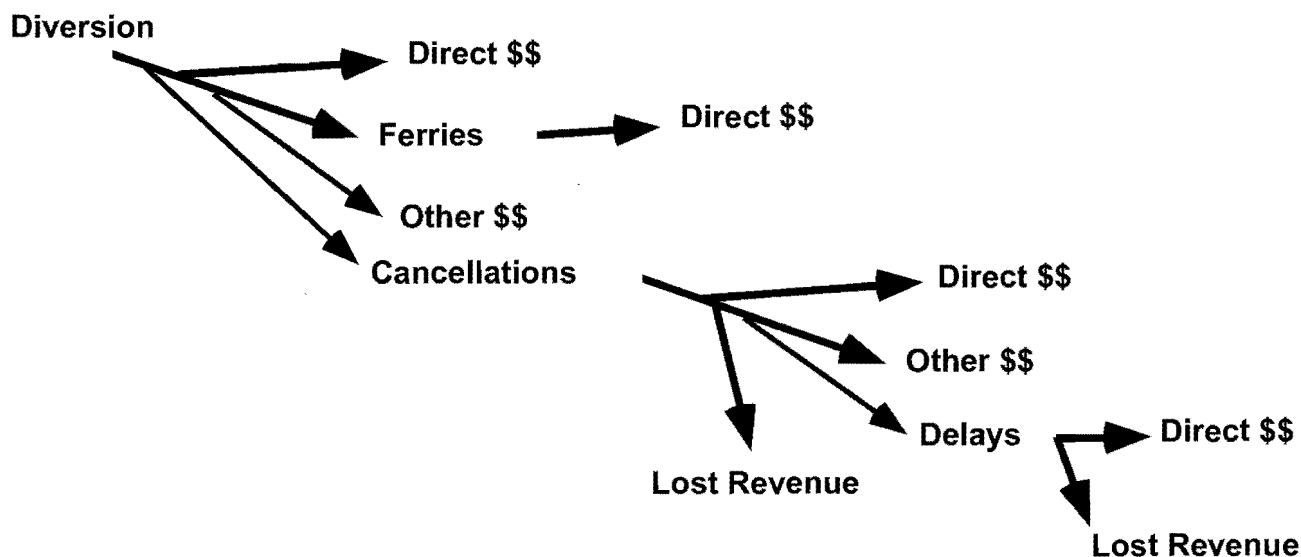 Diversion
Direct $$
Ferries
Direct $$
Other $$
Cancellations
Direct $$
Other $$
Delays
Direct $$
Lost Revenue
Lost Revenue